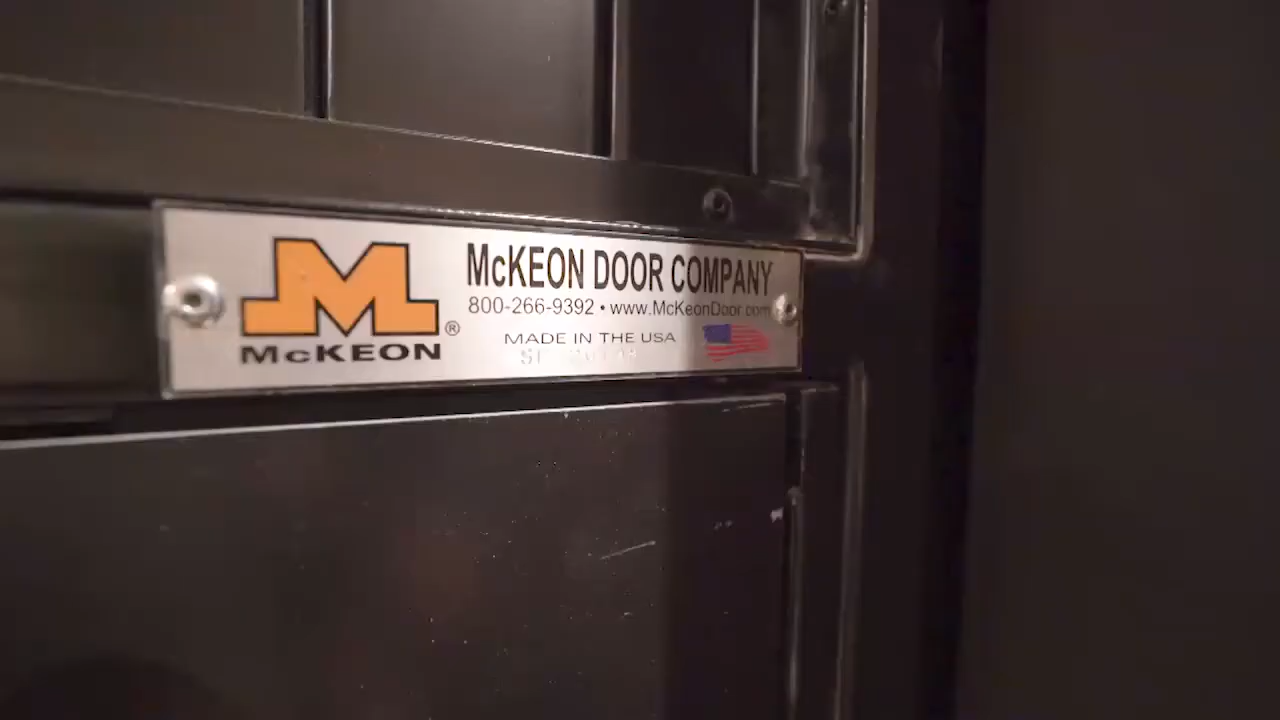 M
McKEON®
McKEON DOOR COMPANY
800-266-9392 • www.McKeonDoor.com
MADE IN THE USA